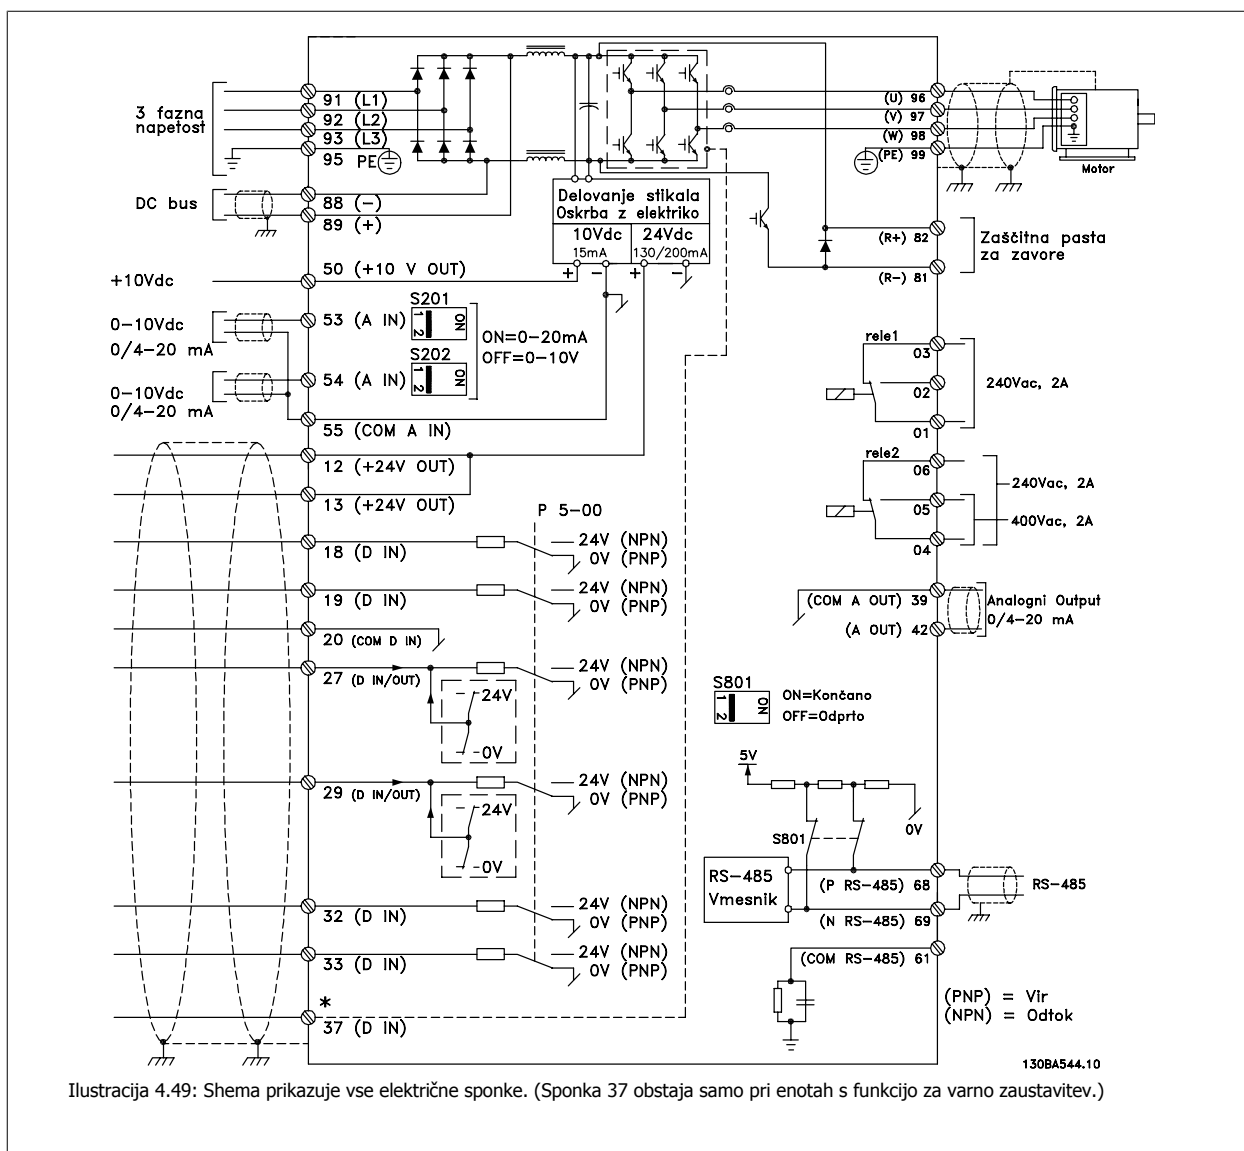 3 fazna
napetost
91 (L1)
92 (L2)
93 (L3)
95 PE
DC bus
88 (−)
89 (+)
+10Vdc
50 (+10 V OUT)
0−10Vdc
0/4−20 mA
53 (A IN)
S201
1 2
ON
ON=0−20mA
OFF=0−10V
0−10Vdc
0/4−20 mA
54 (A IN)
S202
1 2
ON
55 (COM A IN)
12 (+24V OUT)
13 (+24V OUT)
P 5-00
18 (D IN)
24V (NPN)
0V (PNP)
19 (D IN)
24V (NPN)
0V (PNP)
20 (COM D IN)
27 (D IN/OUT)
24V (NPN)
0V (PNP)
24V
0V
29 (D IN/OUT)
24V (NPN)
0V (PNP)
24V
0V
32 (D IN)
24V (NPN)
0V (PNP)
33 (D IN)
24V (NPN)
0V (PNP)
*
37 (D IN)
Delovanje stikala
Oskrba z elektriko
10Vdc 24Vdc
15mA 130/200mA
+ − + −
(U) 96
(V) 97
(W) 98
(PE) 99
Motor
(R+) 82
(R−) 81
Zaščitna pasta
za zavore
rele1
03
02
01
240Vac, 2A
rele2
06
05
04
240Vac, 2A
400Vac, 2A
(COM A OUT) 39
(A OUT) 42
Analogni Output
0/4−20 mA
S801
1 2
ON
ON=Končano
OFF=Odprto
5V
S801
0V
RS-485
Vmesnik
(P RS-485) 68
(N RS-485) 69
(COM RS-485) 61
RS-485
(PNP) = Vir
(NPN) = Odtok
130BA544.10
Ilustracija 4.49: Shema prikazuje vse električne sponke. (Sponka 37 obstaja samo pri enotah s funkcijo za varno zaustavitev.)